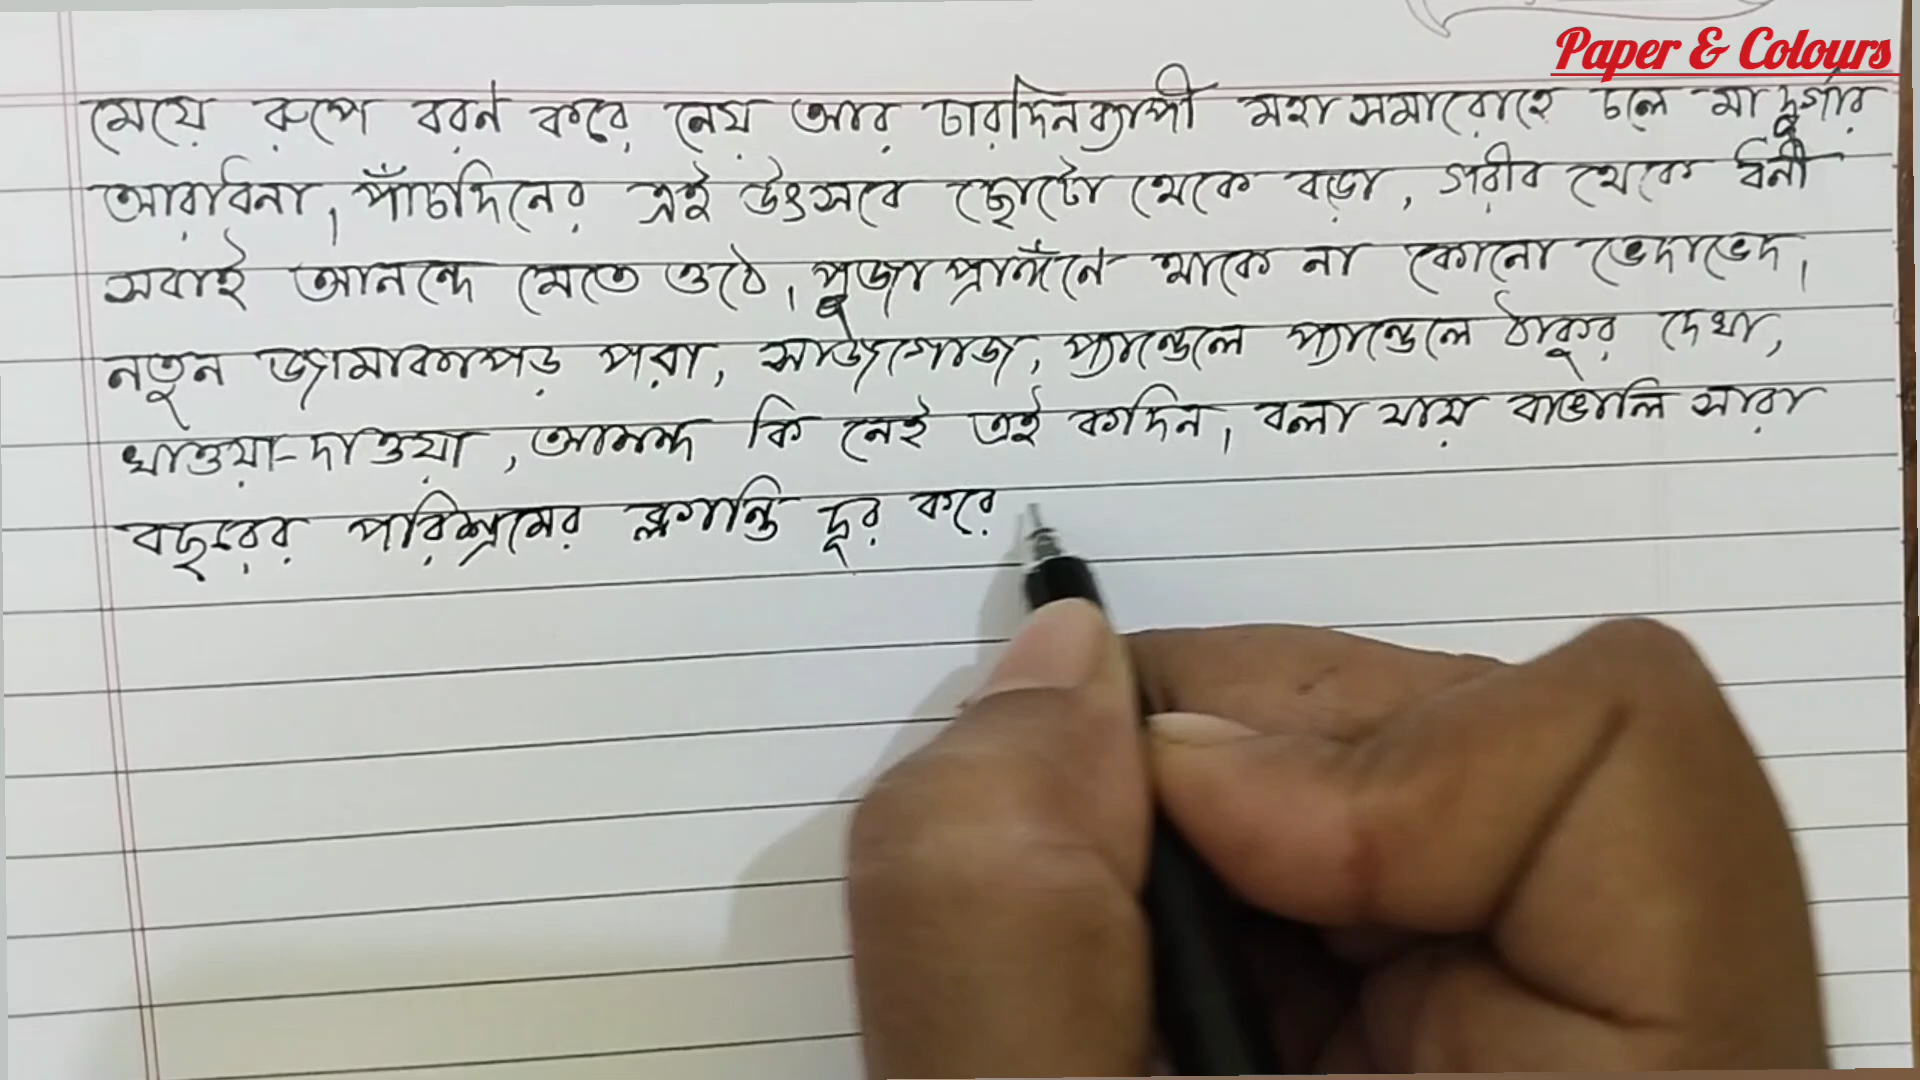 Paper & Colours
মেয়ে রুপে বরন করে নেয় আর চারদিনব্যাপী মহাসমারোহে চলে মা দুর্গার
আরাধনা। পাঁচদিনের এই উৎসবে ছোটো থেকে বড়ো, গরীব থেকে ধনী
সবাই আনন্দে মেতে ওঠে। পুজা প্রাঙ্গনে থাকে না কোনো ভেদাভেদ।
নতুন জামাকাপড় পরা, সাজগোজ, প্যান্ডেলে প্যান্ডেলে ঠাকুর দেখা,
খাওয়া-দাওয়া, আনন্দ কি নেই এই কদিন। বলা যায় বাঙালি সারা
বছরের পরিশ্রমের ক্লান্তি দূর করে